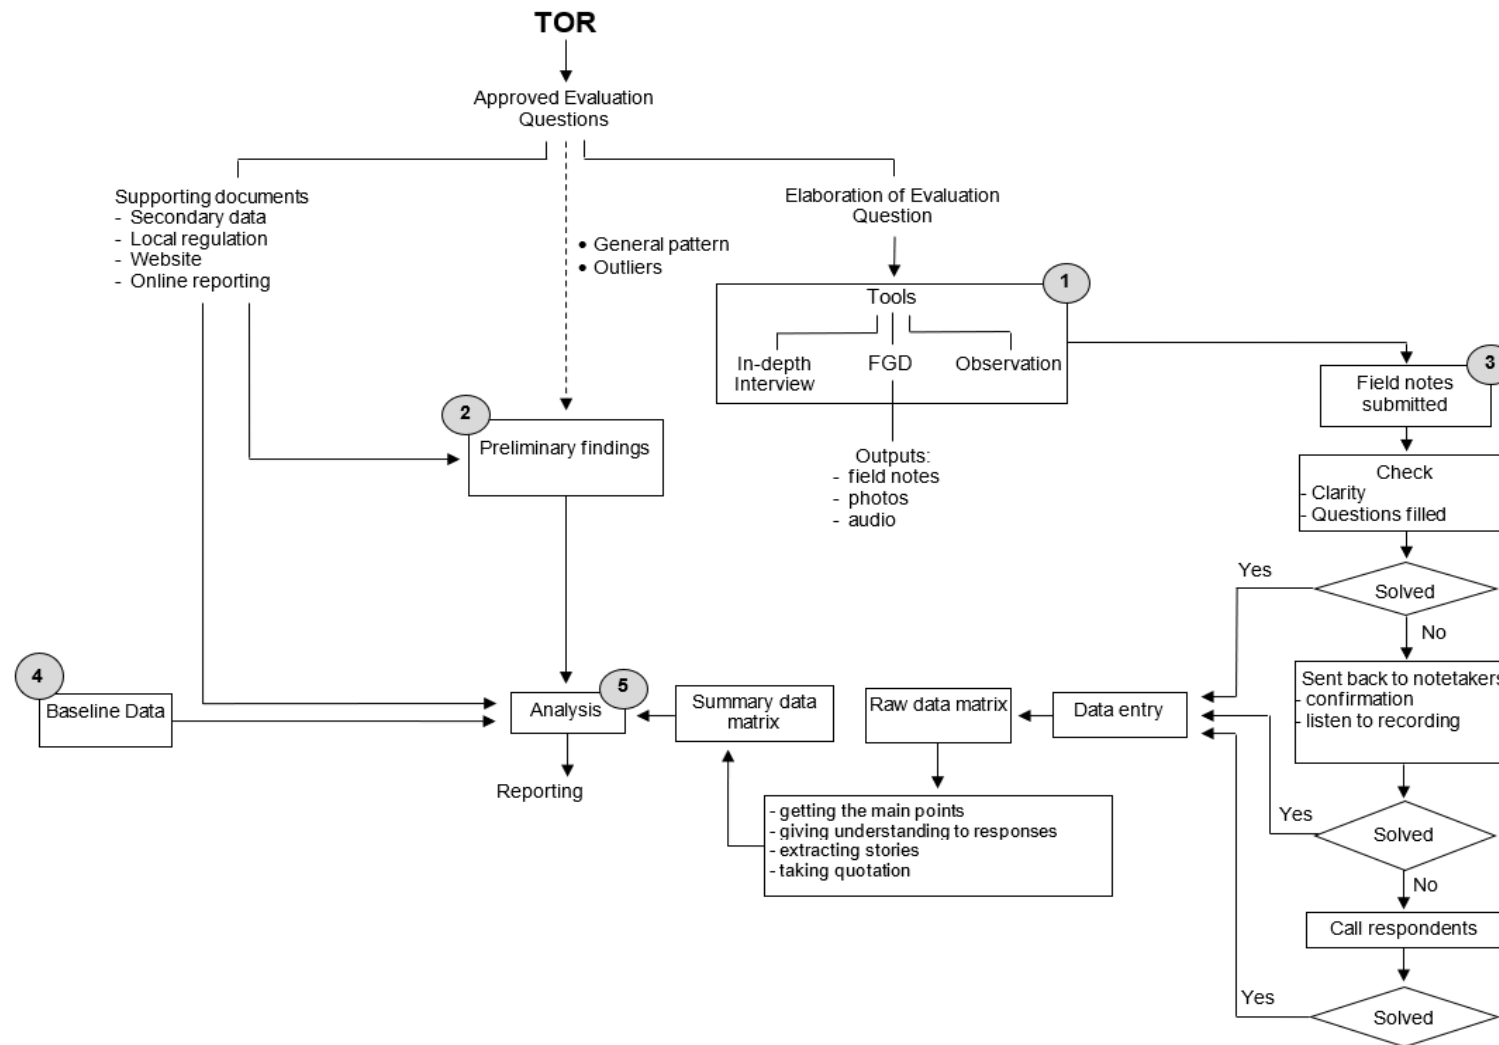 TOR
Approved Evaluation
Questions
Supporting documents
- Secondary data
- Local regulation
- Website
- Online reporting
• General pattern
• Outliers
Elaboration of Evaluation
Question
1
Tools
In-depth
Interview
FGD
Observation
Outputs:
- field notes
- photos
- audio
2
Preliminary findings
3
Field notes
submitted
Check
- Clarity
- Questions filled
Solved
Yes
No
Sent back to notetakers
- confirmation
- listen to recording
Solved
Yes
No
Call respondents
Solved
Yes
Data entry
Raw data matrix
- getting the main points
- giving understanding to responses
- extracting stories
- taking quotation
Summary data
matrix
4
Baseline Data
5
Analysis
Reporting